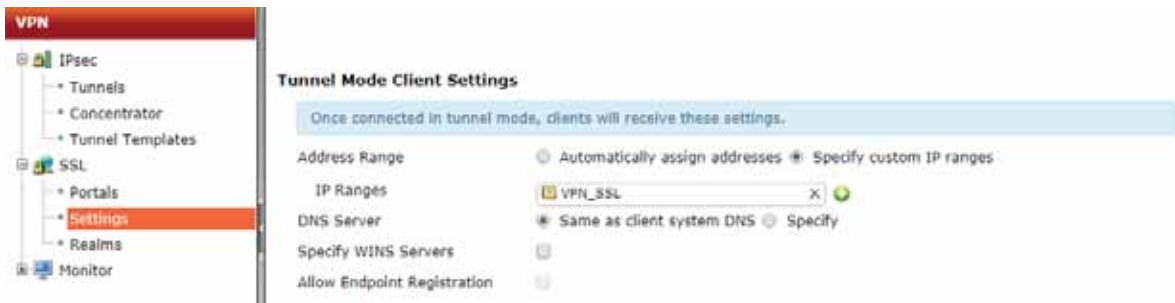 VPN
IPsec
Tunnels
Concentrator
Tunnel Templates
SSL
Portals
Settings
Realms
Monitor
Tunnel Mode Client Settings
Once connected in tunnel mode, clients will receive these settings.
Address Range Automatically assign addresses Specify custom IP ranges
IP Ranges VPN_SSL
DNS Server Same as client system DNS Specify
Specify WINS Servers
Allow Endpoint Registration